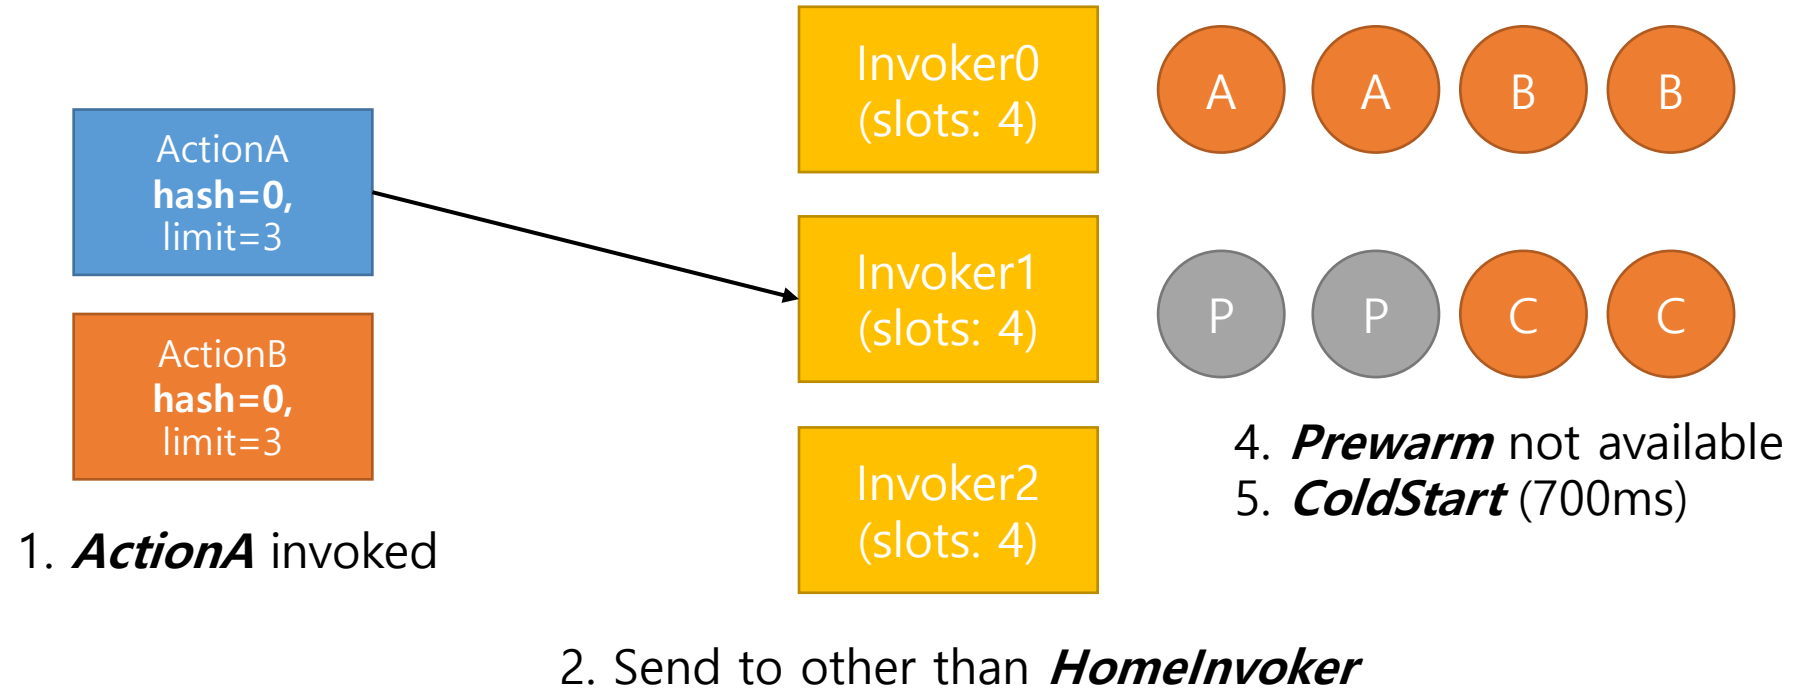 ActionA
hash=0,
limit=3
ActionB
hash=0,
limit=3
1. ActionA invoked
Invoker0
(slots: 4)
Invoker1
(slots: 4)
Invoker2
(slots: 4)
A A B B
P P C C
4. Prewarm not available
5. ColdStart (700ms)
2. Send to other than HomeInvoker